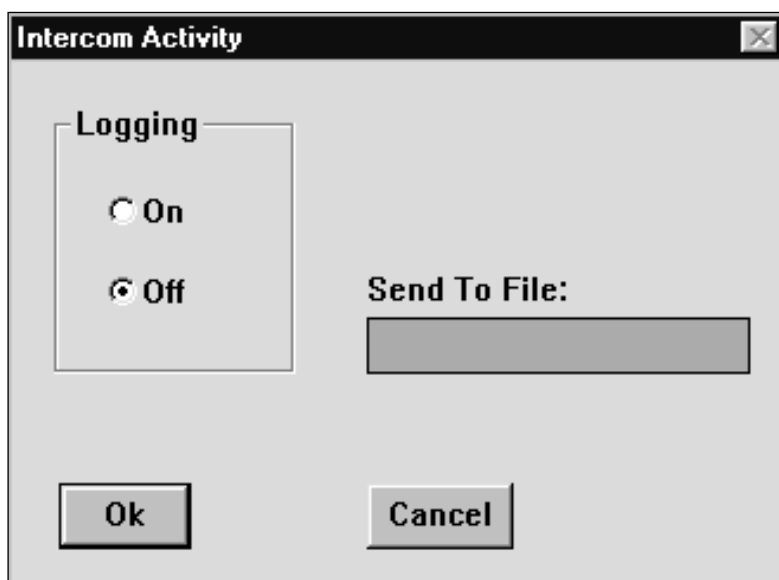 Intercom Activity
Logging
On
Off
Send To File:
Ok
Cancel